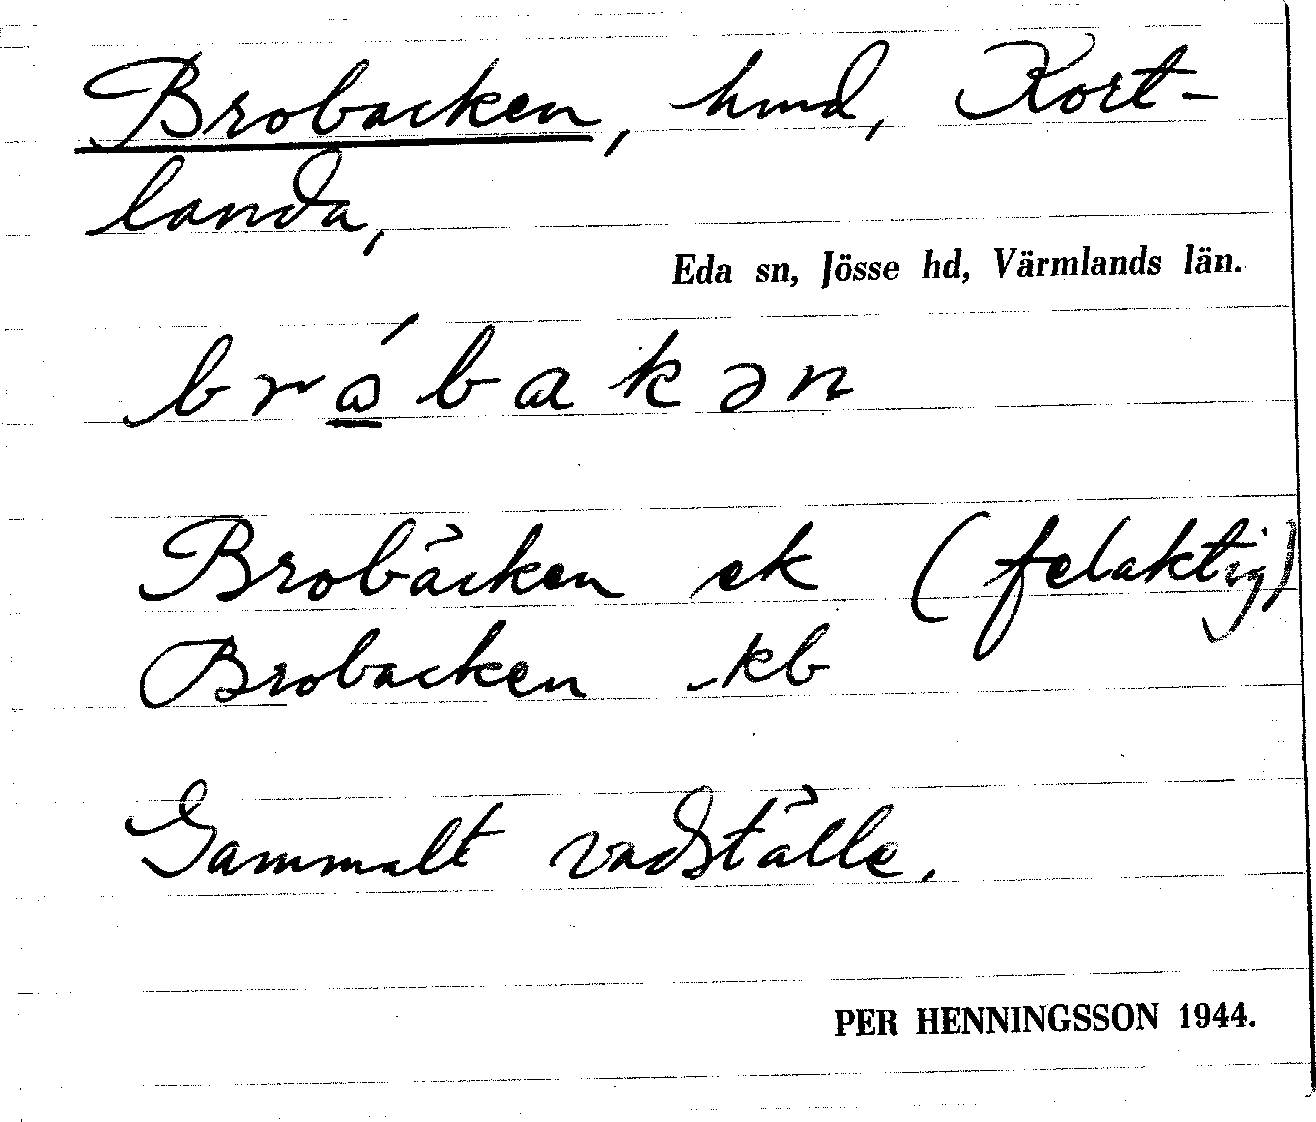 Brobacken, hmd, Kort-
landa,
Eda sn, Jösse hd, Värmlands län.
brώ̲bakən
Brobäcken ek (felaktig)
Brobacken kb
Gammalt vadställe.
PER HENNINGSSON 1944.